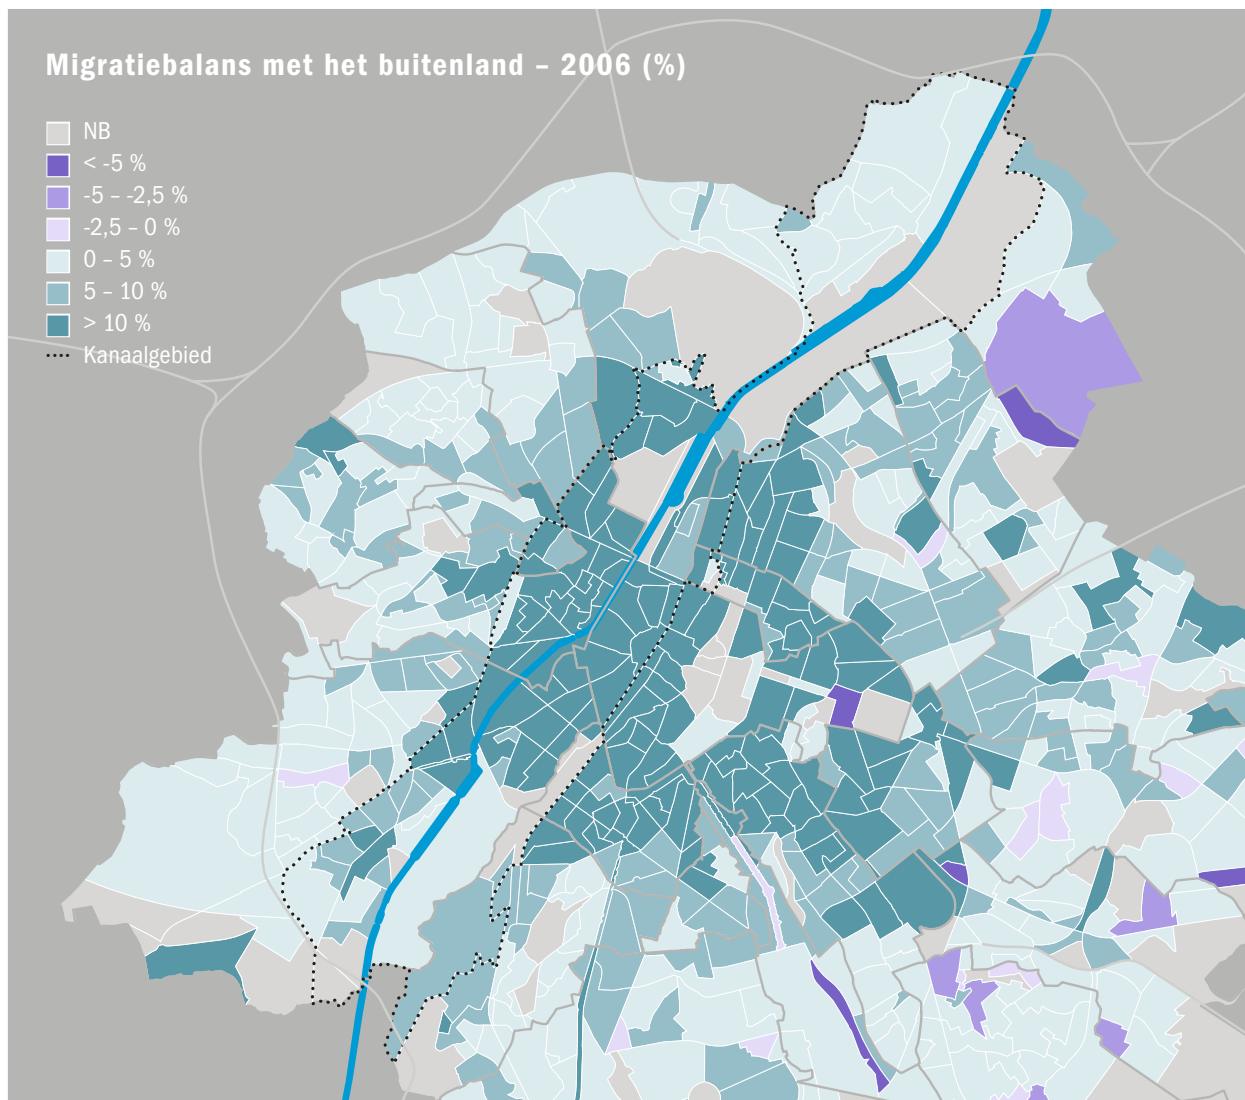 Migratiebalans met het buitenland – 2006 (%)
NB
< -5 %
-5 – -2,5 %
-2,5 – 0 %
0 – 5 %
5 – 10 %
> 10 %
Kanaalgebied